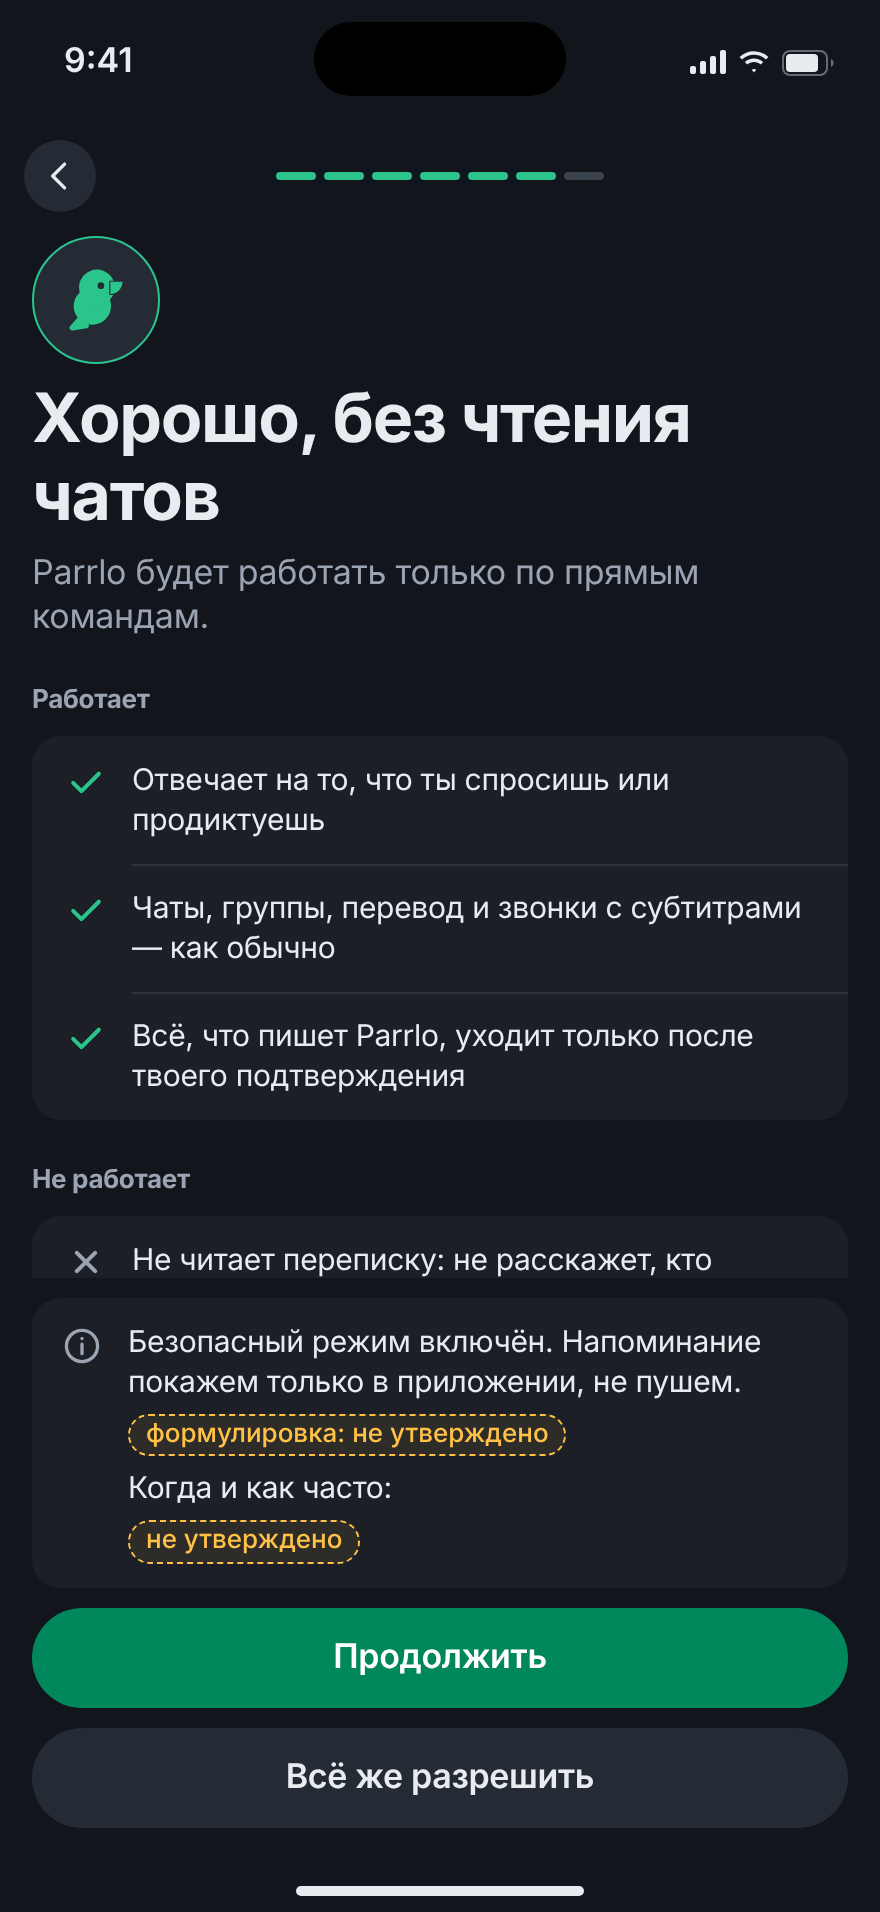 9:41
Хорошо, без чтения
чатов
Parrlo будет работать только по прямым
командам.
Работает
Отвечает на то, что ты спросишь или
продиктуешь
Чаты, группы, перевод и звонки с субтитрами
— как обычно
Всё, что пишет Parrlo, уходит только после
твоего подтверждения
Не работает
Не читает переписку: не расскажет, кто
Безопасный режим включён. Напоминание
покажем только в приложении, не пушем.
формулировка: не утверждено
Когда и как часто:
не утверждено
Продолжить
Всё же разрешить